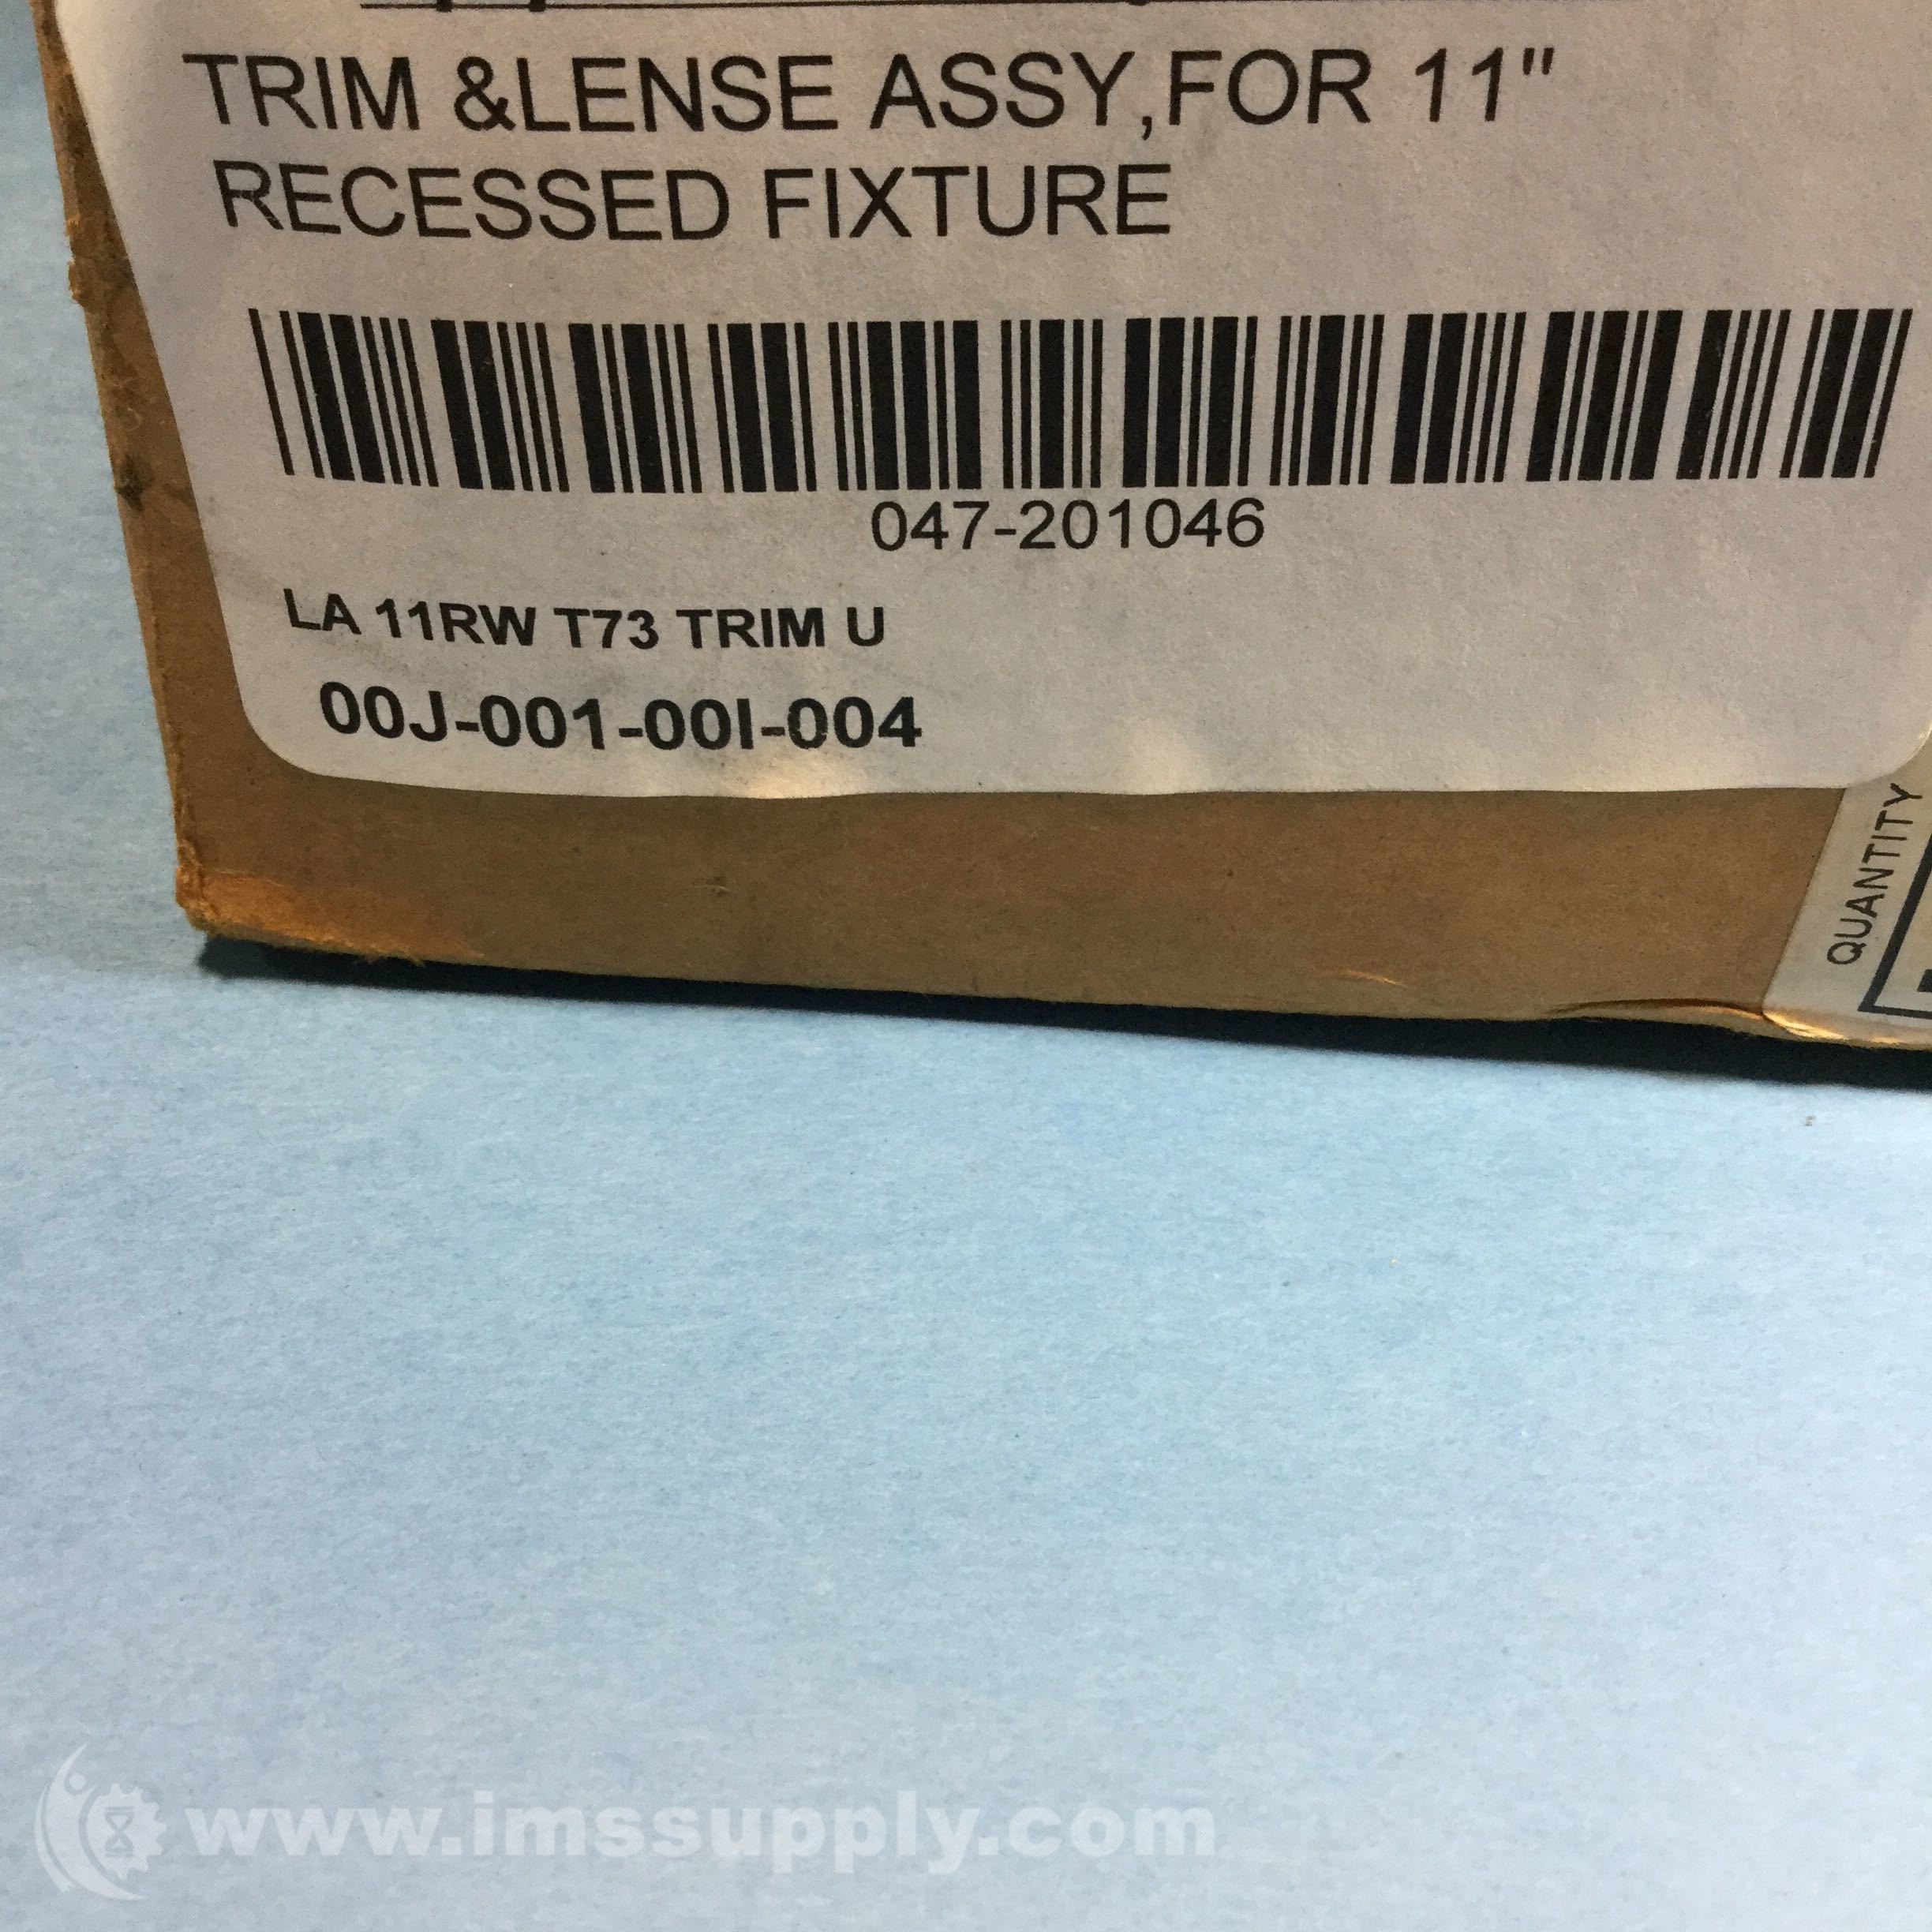 TRIM &LENSE ASSY,FOR 11"
RECESSED FIXTURE
047-201046
LA 11RW T73 TRIM U
00J-001-00I-004
QUANTITY
www.imssupply.com